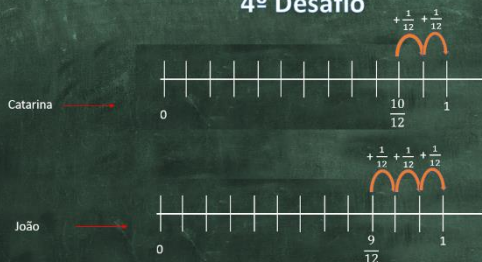 4º Desafio
+ 1/12 + 1/12
Catarina
0
10/12
1
+ 1/12 + 1/12 + 1/12
João
0
9/12
1